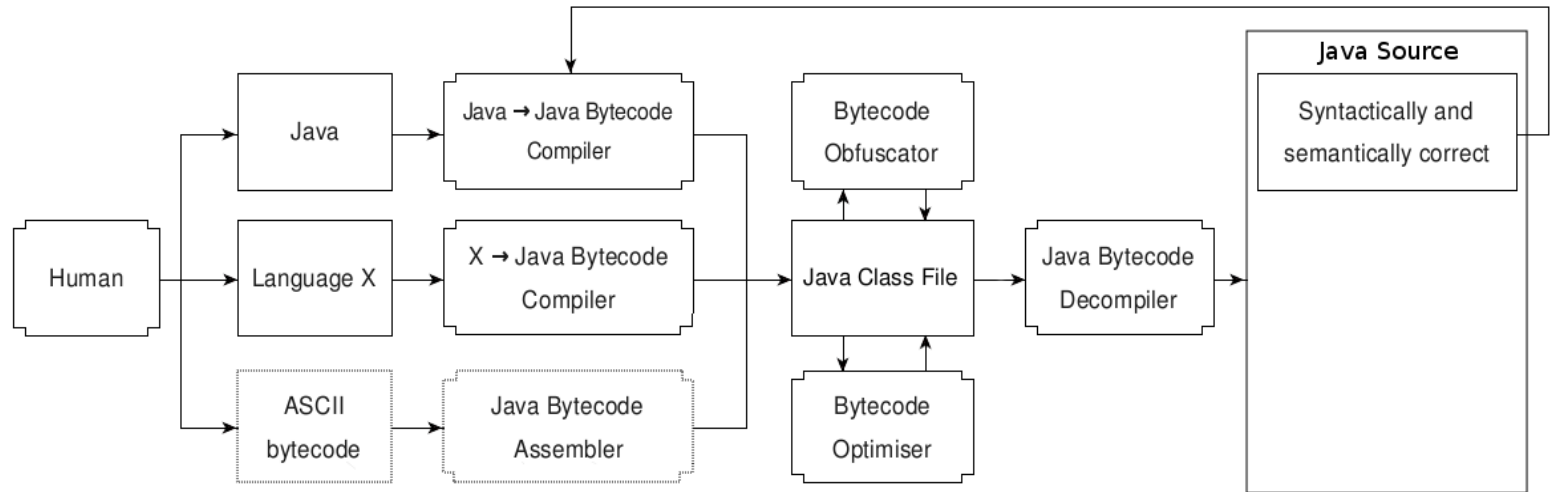 Java Source
Java → Java Bytecode
Compiler
Bytecode
Obfuscator
Syntactically and
semantically correct
Java
Human
Language X
X → Java Bytecode
Compiler
Java Class File
Java Bytecode
Decompiler
ASCII
bytecode
Java Bytecode
Assembler
Bytecode
Optimiser